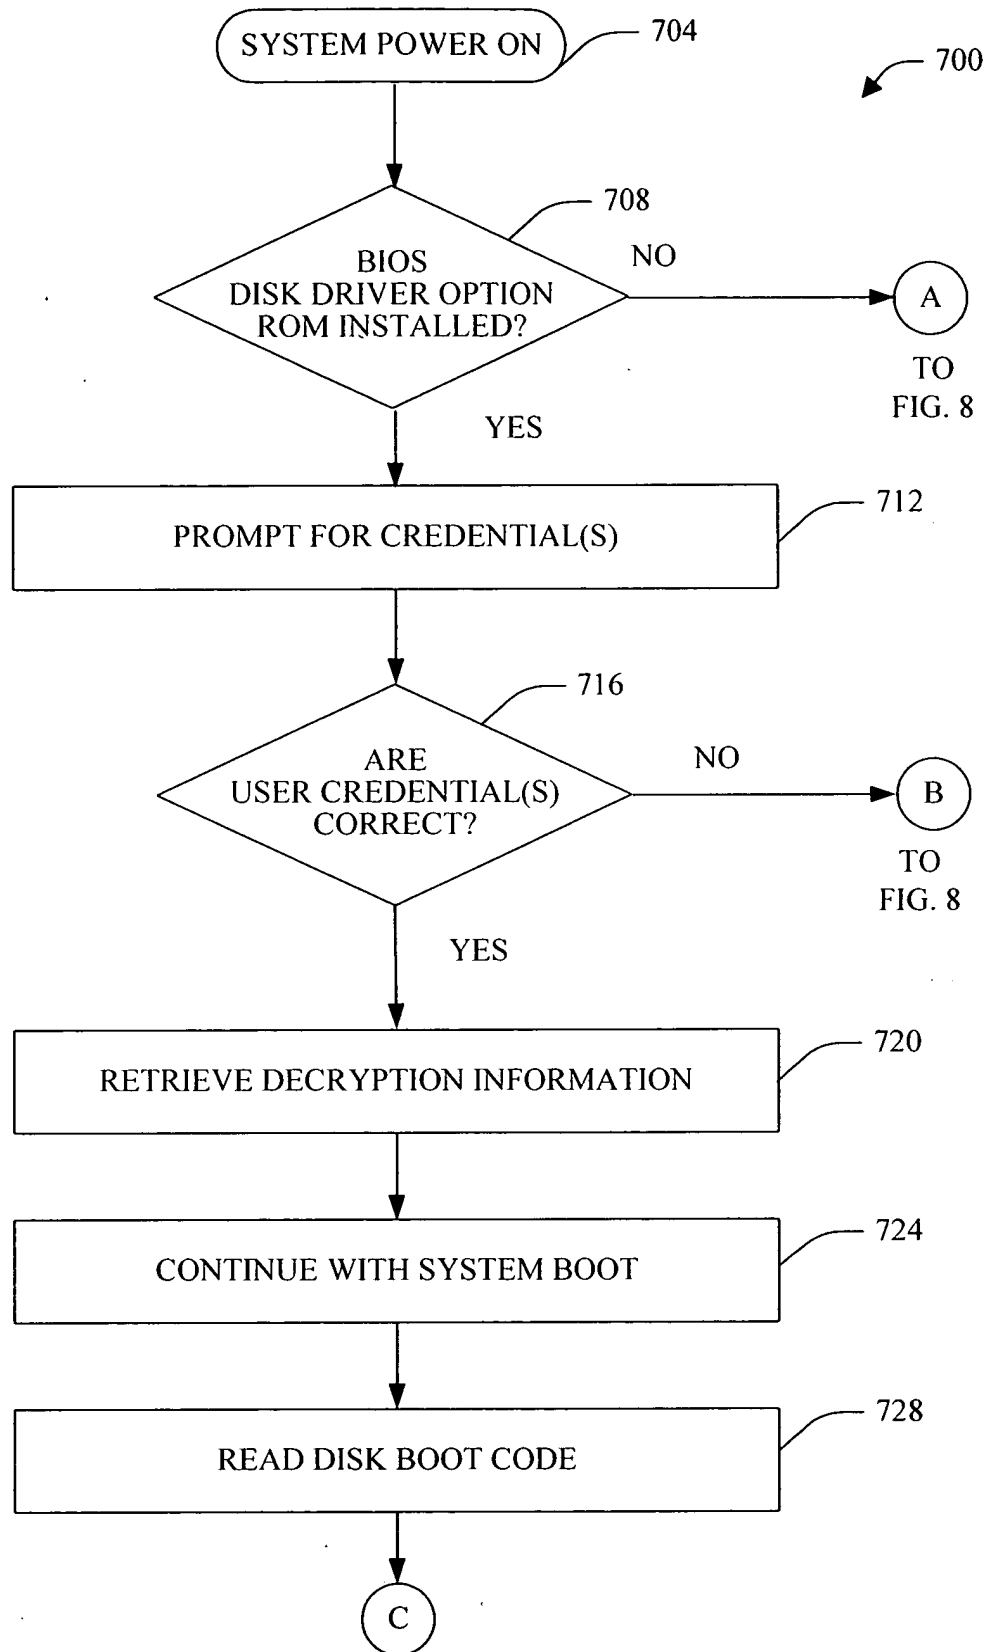 SYSTEM POWER ON
704
700
708
BIOS
DISK DRIVER OPTION
ROM INSTALLED?
NO
A
TO
FIG. 8
YES
712
PROMPT FOR CREDENTIAL(S)
716
ARE
USER CREDENTIAL(S)
CORRECT?
NO
B
TO
FIG. 8
YES
720
RETRIEVE DECRYPTION INFORMATION
724
CONTINUE WITH SYSTEM BOOT
728
READ DISK BOOT CODE
C